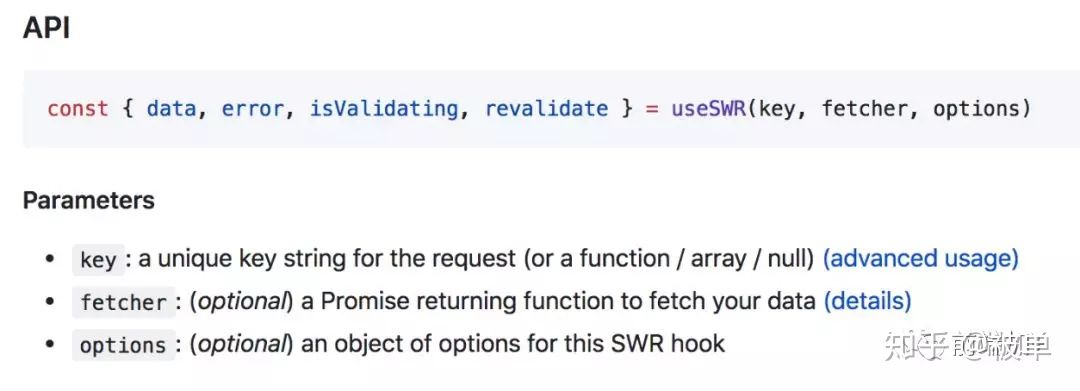 API
const { data, error, isValidating, revalidate } = useSWR(key, fetcher, options)
Parameters
• key : a unique key string for the request (or a function / array / null) (advanced usage)
• fetcher : (optional) a Promise returning function to fetch your data (details)
• options : (optional) an object of options for this SWR hook
知乎